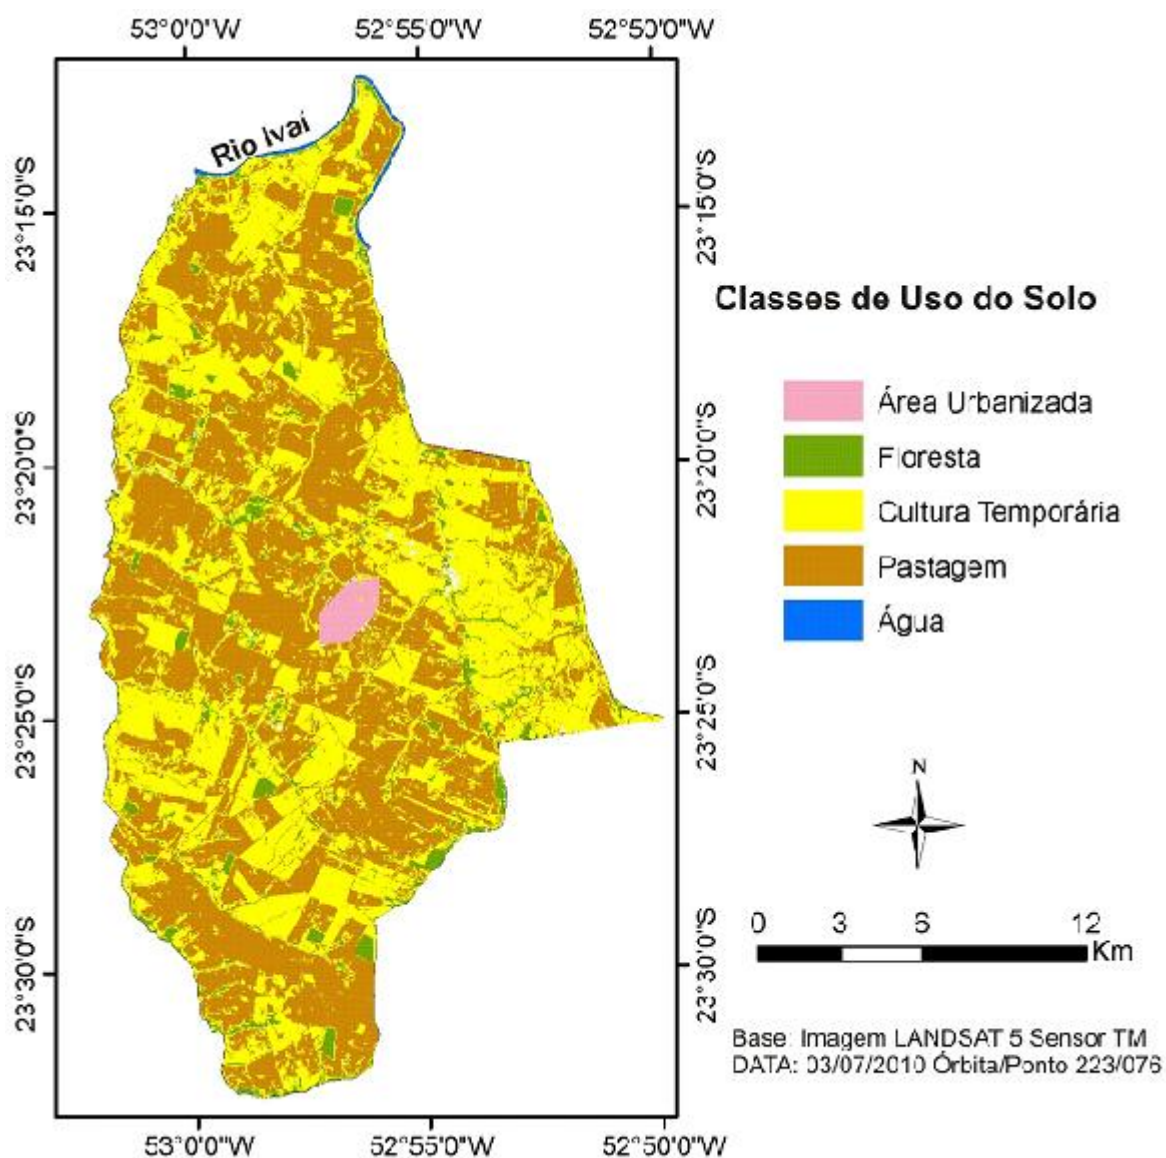 53°0'0"W 52°55'0"W 52°50'0"W
Rio Ivaí
23°15'0"S
23°15'0"S
Classes de Uso do Solo
Área Urbanizada
Floresta
23°20'0"S
23°20'0"S
Cultura Temporária
Pastagem
Água
23°25'0"S
23°25'0"S
N
0 3 6 12
Km
23°30'0"S
23°30'0"S
Base: Imagem LANDSAT 5 Sensor TM
DATA: 03/07/2010 Órbita/Ponto 223/076
53°0'0"W 52°55'0"W 52°50'0"W